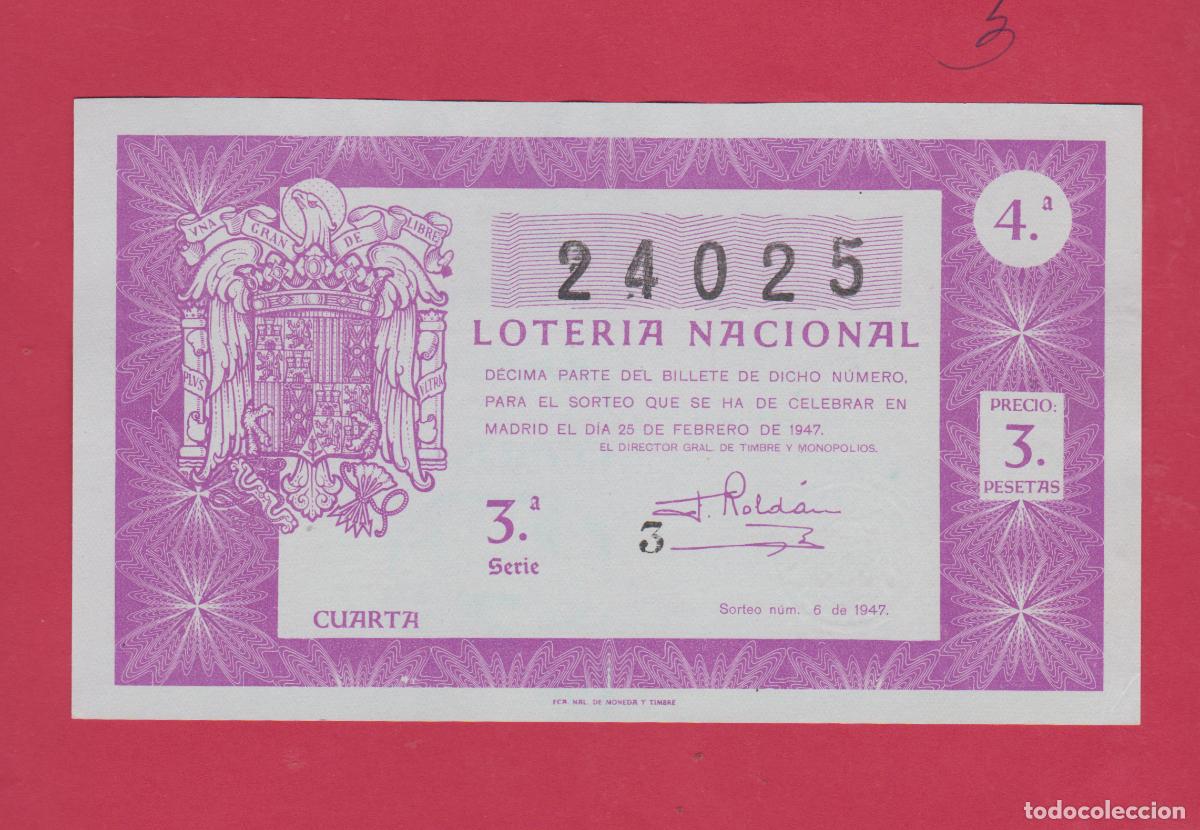 3
VNA GRAN DE LIBRE
PLVS VLTRA
24025
4.ª
LOTERIA NACIONAL
DÉCIMA PARTE DEL BILLETE DE DICHO NÚMERO,
PARA EL SORTEO QUE SE HA DE CELEBRAR EN
MADRID EL DÍA 25 DE FEBRERO DE 1947.
EL DIRECTOR GRAL. DE TIMBRE Y MONOPOLIOS.
PRECIO:
3.
PESETAS
3.ª
Serie
3
J. Roldán
CUARTA
Sorteo núm. 6 de 1947.
FCA. NAL. DE MONEDA Y TIMBRE
todocoleccion